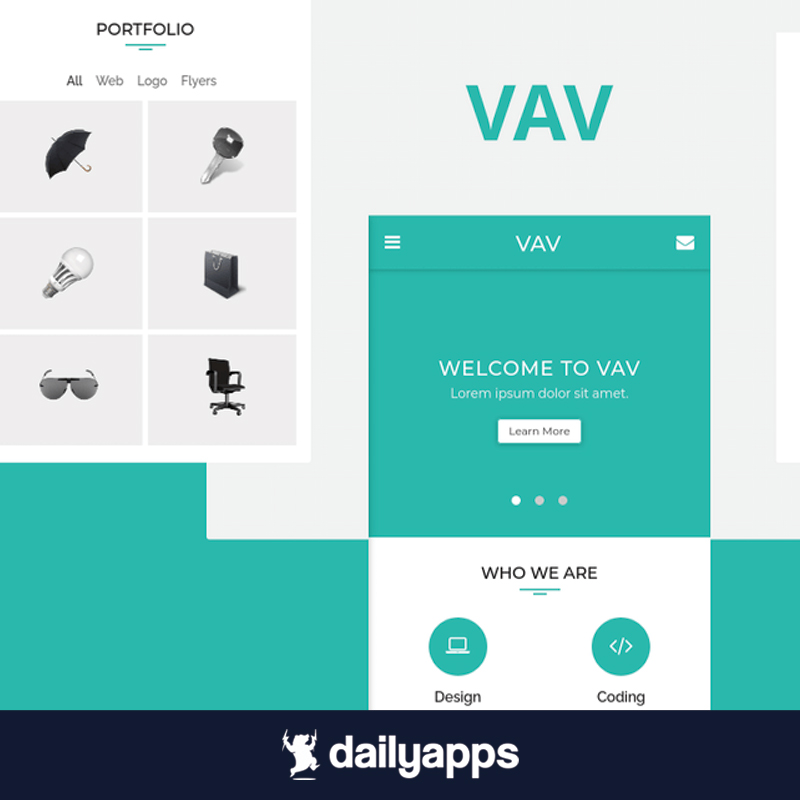 PORTFOLIO
All Web Logo Flyers
VAV
VAV
WELCOME TO VAV
Lorem ipsum dolor sit amet.
Learn More
WHO WE ARE
Design Coding
dailyapps